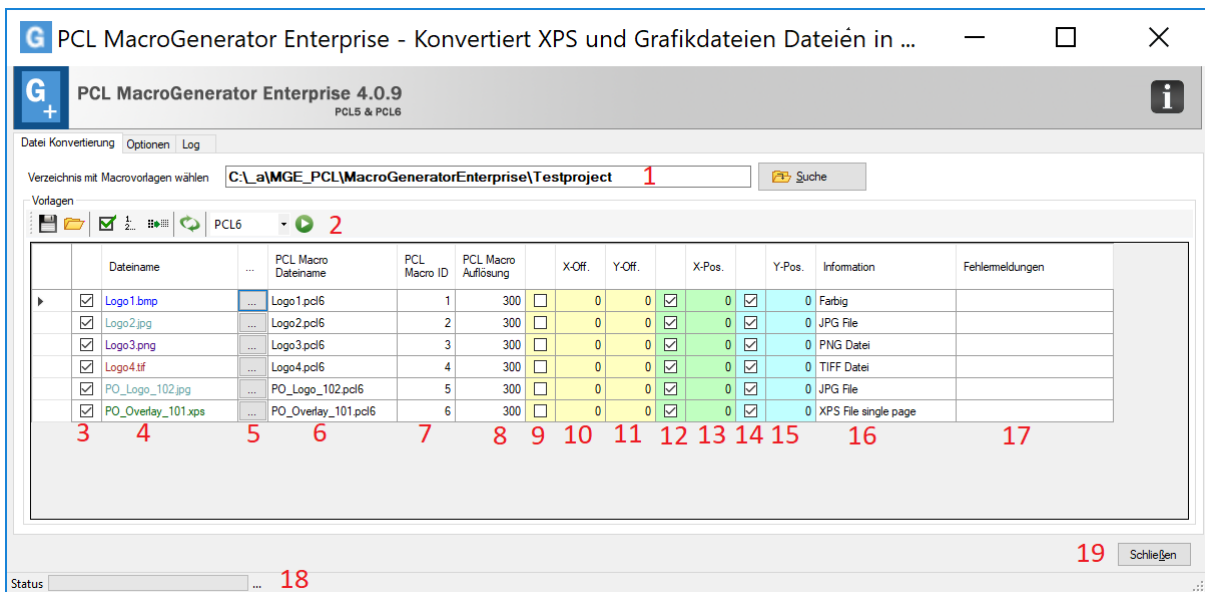 G PCL MacroGenerator Enterprise - Konvertiert XPS und Grafikdateien Dateien in ...
G+ PCL MacroGenerator Enterprise 4.0.9 i
PCL5 & PCL6
Datei Konvertierung Optionen Log
Verzeichnis mit Macrovorlagen wählen C:\_a\MGE_PCL\MacroGeneratorEnterprise\Testproject 1 Suche
Vorlagen
1.. 2... PCL6 2
Dateiname ... PCL Macro Dateiname PCL Macro ID PCL Macro Auflösung X-Off. Y-Off. X-Pos. Y-Pos. Information Fehlermeldungen
Logo1.bmp ... Logo1.pcl6 1 300 0 0 0 0 Farbig
Logo2.jpg ... Logo2.pcl6 2 300 0 0 0 0 JPG File
Logo3.png ... Logo3.pcl6 3 300 0 0 0 0 PNG Datei
Logo4.tif ... Logo4.pcl6 4 300 0 0 0 0 TIFF Datei
PO_Logo_102.jpg ... PO_Logo_102.pcl6 5 300 0 0 0 0 JPG File
PO_Overlay_101.xps ... PO_Overlay_101.pcl6 6 300 0 0 0 0 XPS File single page
3 4 5 6 7 8 9 10 11 12 13 14 15 16 17
19 Schließen
Status ... 18